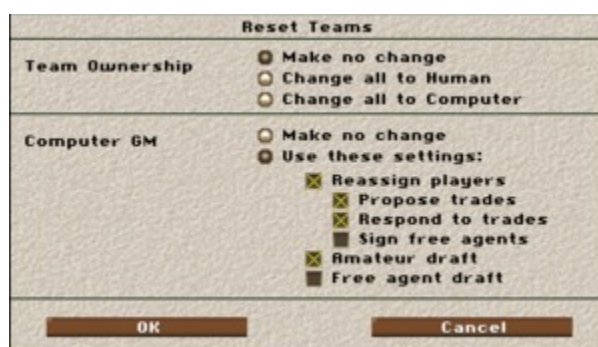 Reset Teams
Team Ownership
Make no change
Change all to Human
Change all to Computer
Computer GM
Make no change
Use these settings:
Reassign players
Propose trades
Respond to trades
Sign free agents
Amateur draft
Free agent draft
OK
Cancel